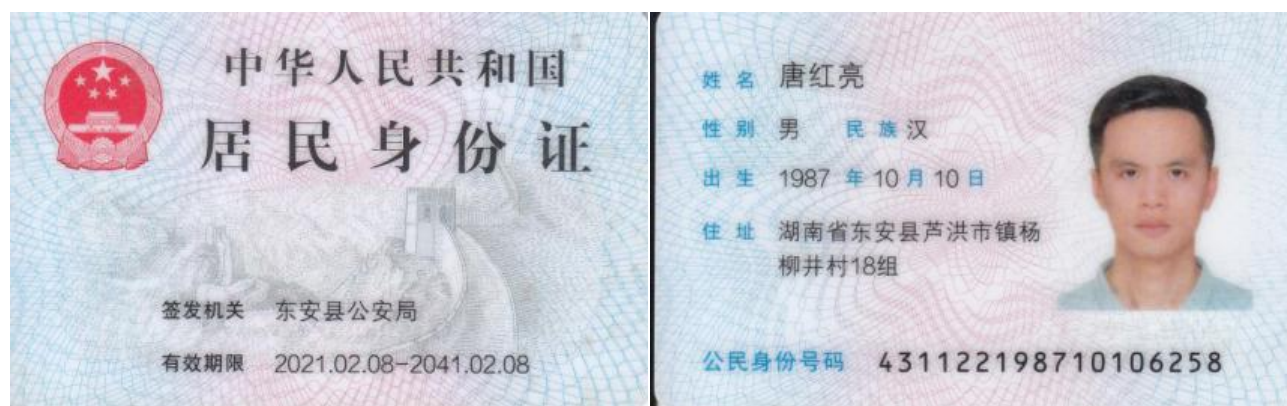 中华人民共和国
居民身份证
签发机关 东安县公安局
有效期限 2021.02.08-2041.02.08
姓名 唐红亮
性别 男 民族 汉
出生 1987 年 10 月 10 日
住址 湖南省东安县芦洪市镇杨
柳井村18组
公民身份号码 431122198710106258